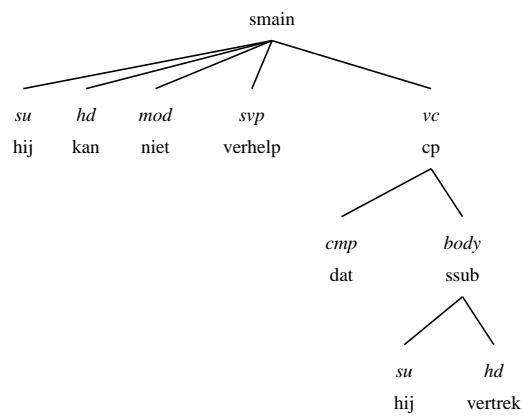 smain
su hd mod svp vc
hij kan niet verhelp cp
cmp body
dat ssub
su hd
hij vertrek